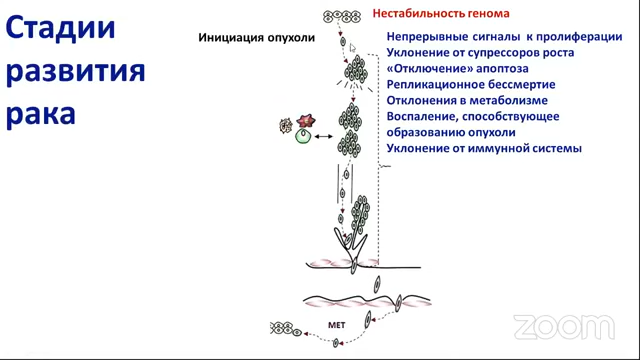 Стадии
развития
рака
Нестабильность генома
Инициация опухоли
Непрерывные сигналы к пролиферации
Уклонение от супрессоров роста
«Отключение» апоптоза
Репликационное бессмертие
Отклонения в метаболизме
Воспаление, способствующее
образованию опухоли
Уклонение от иммунной системы
МЕТ
zoom